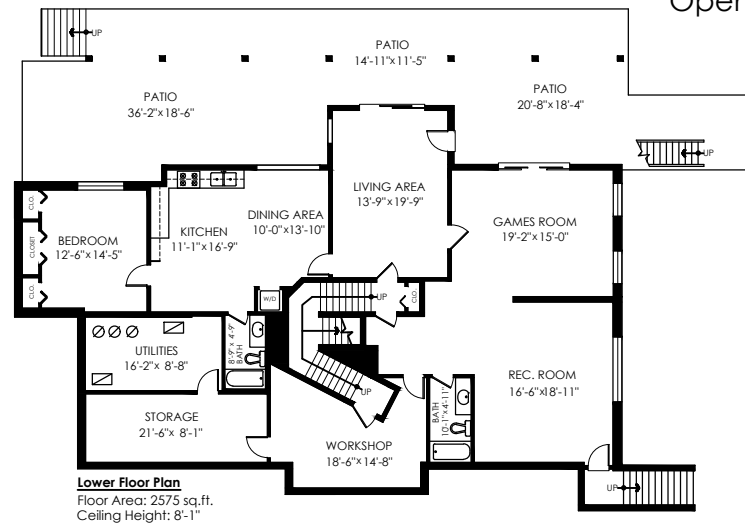 Oper
UP
PATIO
14'-11"x11'-5"
PATIO
36'-2"x18'-6"
PATIO
20'-8"x18'-4"
UP
LIVING AREA
13'-9"x19'-9"
CLO.
CLOSET
CLO.
BEDROOM
12'-6"x14'-5"
KITCHEN
11'-1"x16'-9"
DINING AREA
10'-0"x13'-10"
GAMES ROOM
19'-2"x15'-0"
W/D
UP
CLO.
UTILITIES
16'-2"x 8'-8"
8'-9"x 4'-9"
BATH
UP
REC. ROOM
16'-6"x18'-11"
STORAGE
21'-6"x 8'-1"
BATH
10'-1"x 4'-11"
WORKSHOP
18'-6"x14'-8"
UP
Lower Floor Plan
Floor Area: 2575 sq.ft.
Ceiling Height: 8'-1"